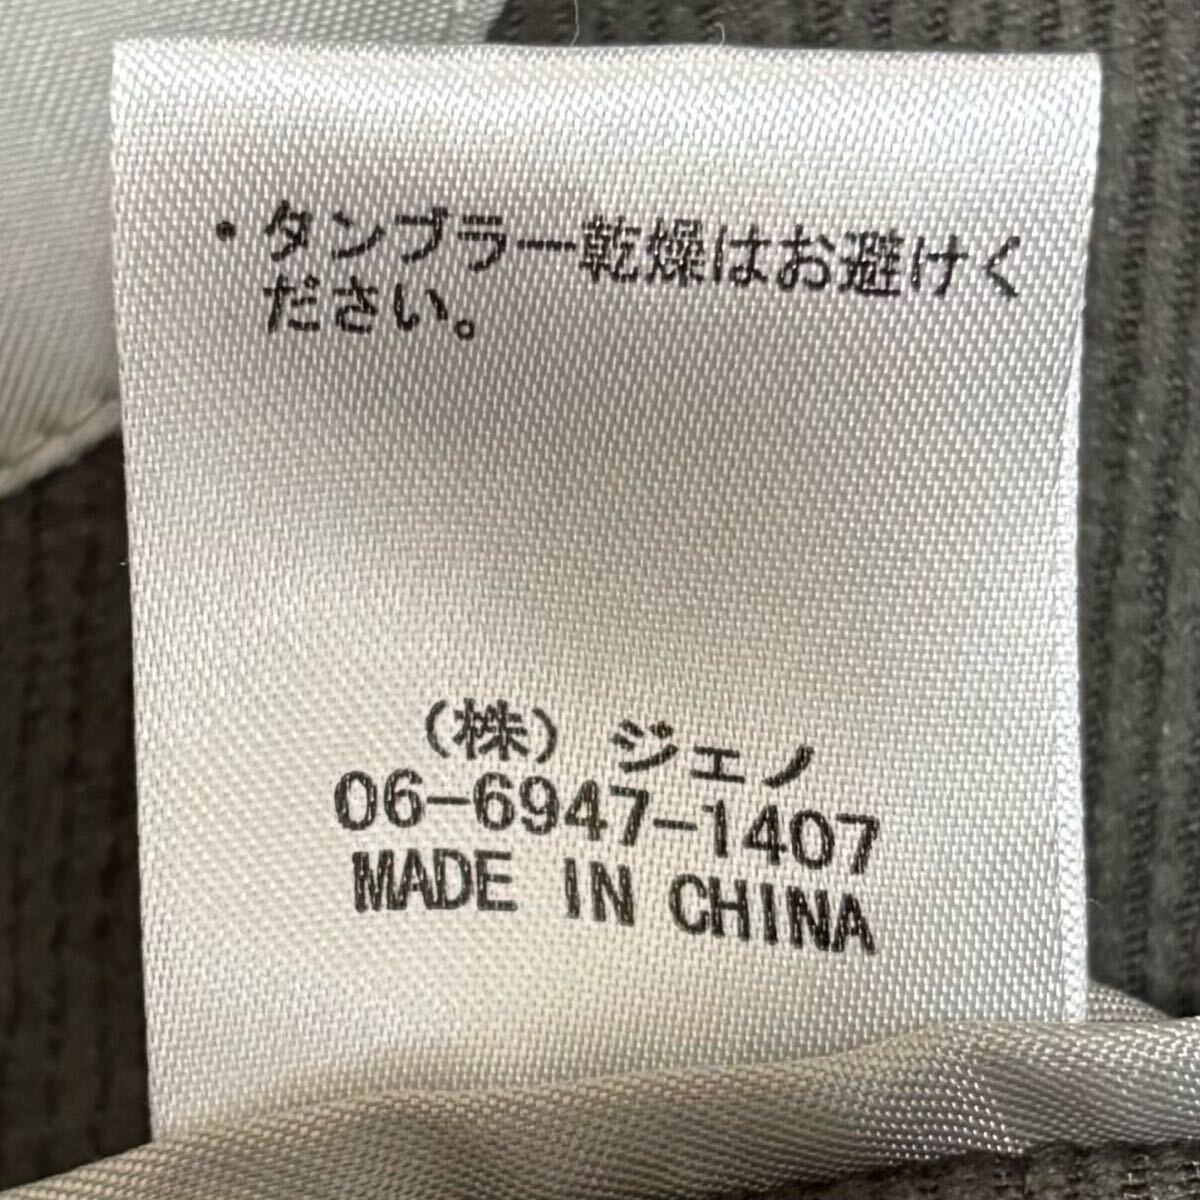 ・タンブラー乾燥はお避けく
ださい。
（株）ジェノ
06-6947-1407
MADE IN CHINA